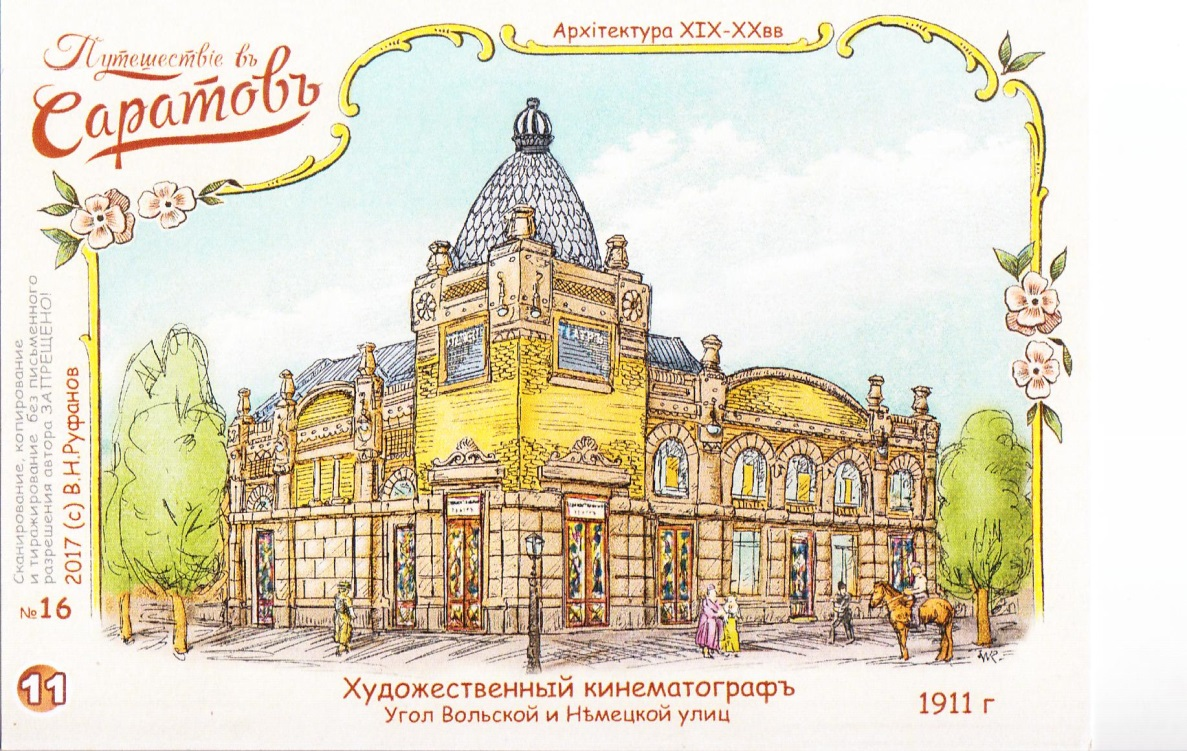 Архітектура XIX-XXвв
Путешествіе въ
Саратовъ
Сканирование, копирование
и тиражирование без письменного
разрешения автора ЗАПРЕЩЕНО!
2017 (с) В.Н.Руфанов
№16
11
ТЕАТРЪ
Художественный кинематографъ
Угол Вольской и Нѣмецкой улиц
1911 г